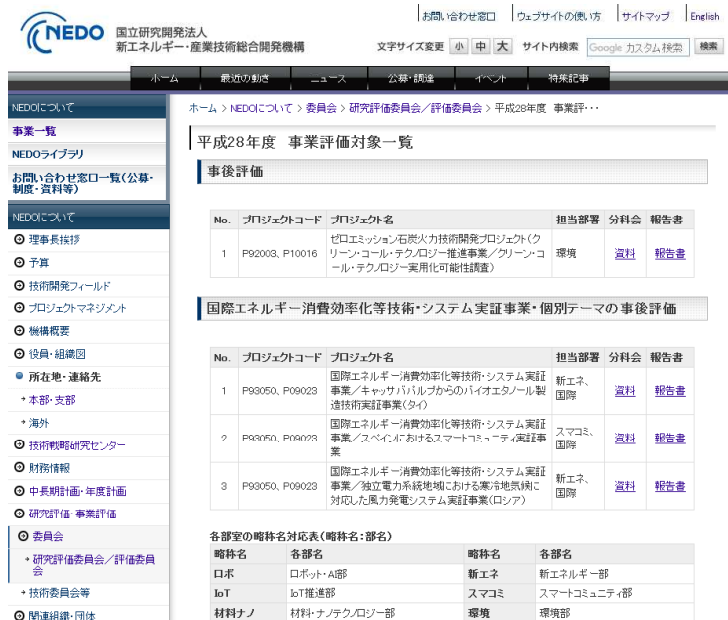 お問い合わせ窓口 ウェブサイトの使い方 サイトマップ English
NEDO 国立研究開発法人
新エネルギー・産業技術総合開発機構
文字サイズ変更 小 中 大 サイト内検索 Google カスタム検索 検索
ホーム 最近の動き ニュース 公募・調達 イベント 特集記事
NEDOについて
事業一覧
NEDOライブラリ
お問い合わせ窓口一覧(公募・
制度・資料等)
NEDOについて
理事長挨拶
予算
技術開発フィールド
プロジェクトマネジメント
機構概要
役員・組織図
所在地・連絡先
本部・支部
海外
技術戦略研究センター
財務情報
中長期計画・年度計画
研究評価・事業評価
委員会
研究評価委員会／評価委員
会
技術委員会等
関連組織・団体
ホーム > NEDOについて > 委員会 > 研究評価委員会／評価委員会 > 平成28年度 事業評・・・
平成28年度 事業評価対象一覧
事後評価
No. プロジェクトコード プロジェクト名 担当部署 分科会 報告書
1 P92003、P10016 ゼロエミッション石炭火力技術開発プロジェクト(ク
リーン・コール・テクノロジー推進事業／クリーン・コ
ール・テクノロジー実用化可能性調査) 環境 資料 報告書
国際エネルギー消費効率化等技術・システム実証事業・個別テーマの事後評価
No. プロジェクトコード プロジェクト名 担当部署 分科会 報告書
1 P93050、P09023 国際エネルギー消費効率化等技術・システム実証
事業／キャッサバパルプからのバイオエタノール製
造技術実証事業(タイ) 新エネ、
国際 資料 報告書
2 P93050、P09023 国際エネルギー消費効率化等技術・システム実証
事業／スペインにおけるスマートコミュニティ実証事
業 スマコミ、
国際 資料 報告書
3 P93050、P09023 国際エネルギー消費効率化等技術・システム実証
事業／独立電力系統地域における寒冷地気候に
対応した風力発電システム実証事業(ロシア) 新エネ、
国際 資料 報告書
各部室の略称名対応表(略称名：部名)
略称名 各部名 略称名 各部名
ロボ ロボット・AI部 新エネ 新エネルギー部
IoT IoT推進部 スマコミ スマートコミュニティ部
材料ナノ 材料・ナノテクノロジー部 環境 環境部